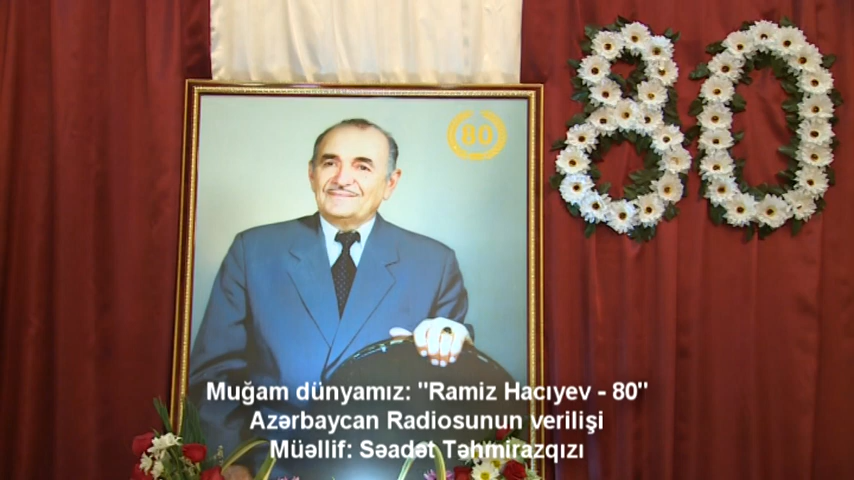 80
80
Muğam dünyamız: "Ramiz Hacıyev - 80"
Azərbaycan Radiosunun verilişi
Müəllif: Səadət Təhmirazqızı